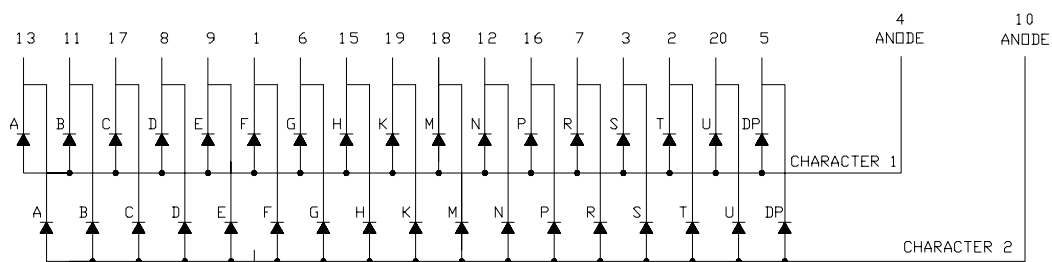 4 10
13 11 17 8 9 1 6 15 19 18 12 16 7 3 2 20 5 ANODE ANODE
A B C D E F G H K M N P R S T U DP
CHARACTER 1
A B C D E F G H K M N P R S T U DP
CHARACTER 2